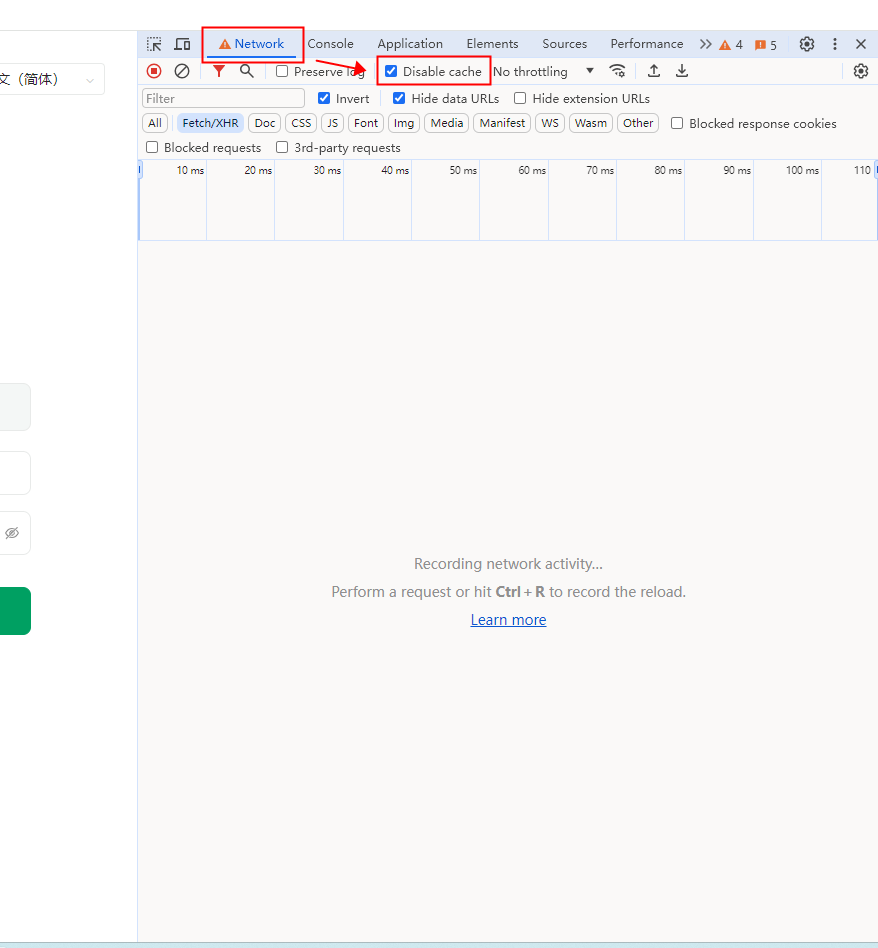 Network Console Application Elements Sources Performance 4 5
文（简体） Preserve log Disable cache No throttling
Filter Invert Hide data URLs Hide extension URLs
All Fetch/XHR Doc CSS JS Font Img Media Manifest WS Wasm Other Blocked response cookies
Blocked requests 3rd-party requests
10 ms 20 ms 30 ms 40 ms 50 ms 60 ms 70 ms 80 ms 90 ms 100 ms 110
Recording network activity...
Perform a request or hit Ctrl + R to record the reload.
Learn more